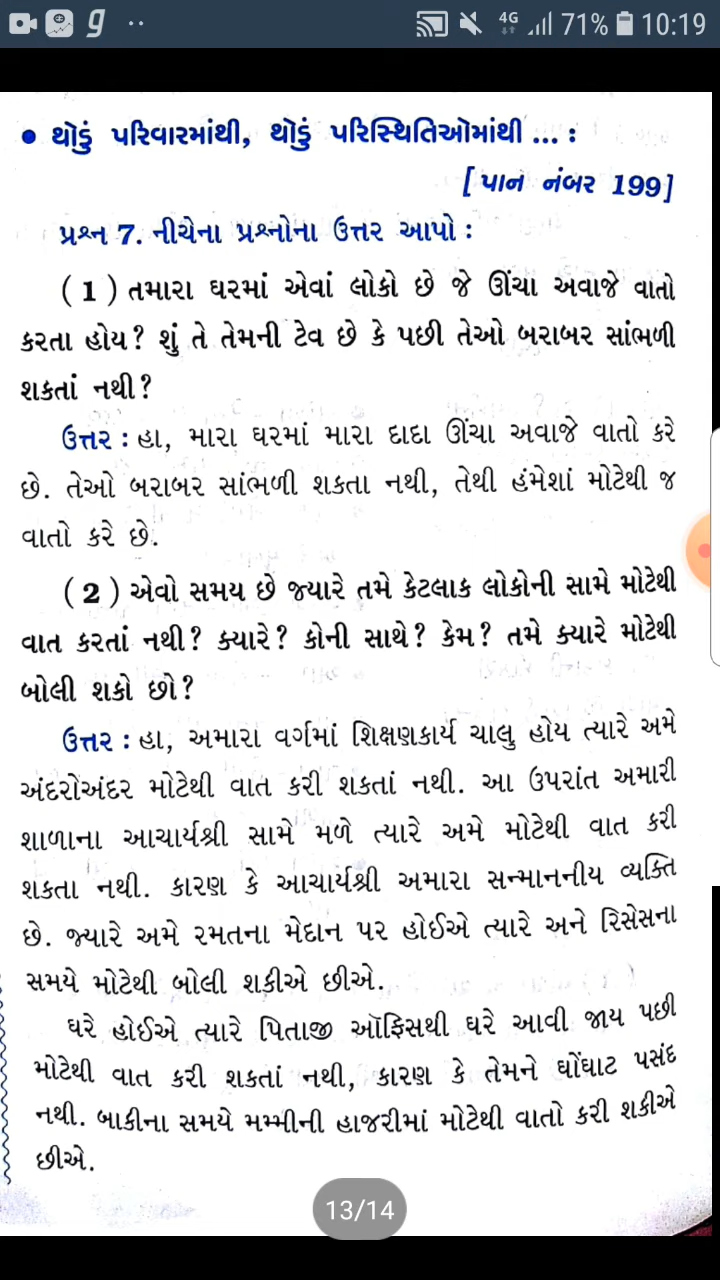 4G 71% 10:19
• થોડું પરિવારમાંથી, થોડું પરિસ્થિતિઓમાંથી ... :
[પાન નંબર 199]
પ્રશ્ન 7. નીચેના પ્રશ્નોના ઉત્તર આપો :
(1) તમારા ઘરમાં એવાં લોકો છે જે ઊંચા અવાજે વાતો
કરતા હોય? શું તે તેમની ટેવ છે કે પછી તેઓ બરાબર સાંભળી
શકતાં નથી?
ઉત્તર : હા, મારા ઘરમાં મારા દાદા ઊંચા અવાજે વાતો કરે
છે. તેઓ બરાબર સાંભળી શકતા નથી, તેથી હંમેશાં મોટેથી જ
વાતો કરે છે.
(2) એવો સમય છે જ્યારે તમે કેટલાક લોકોની સામે મોટેથી
વાત કરતાં નથી? ક્યારે? કોની સાથે? કેમ? તમે ક્યારે મોટેથી
બોલી શકો છો?
ઉત્તર : હા, અમારા વર્ગમાં શિક્ષણકાર્ય ચાલુ હોય ત્યારે અમે
અંદરોઅંદર મોટેથી વાત કરી શકતાં નથી. આ ઉપરાંત અમારી
શાળાના આચાર્યશ્રી સામે મળે ત્યારે અમે મોટેથી વાત કરી
શકતા નથી. કારણ કે આચાર્યશ્રી અમારા સન્માનનીય વ્યક્તિ
છે. જ્યારે અમે રમતના મેદાન પર હોઈએ ત્યારે અને રિસેસના
સમયે મોટેથી બોલી શકીએ છીએ.
ઘરે હોઈએ ત્યારે પિતાજી ઑફિસથી ઘરે આવી જાય પછી
મોટેથી વાત કરી શકતાં નથી, કારણ કે તેમને ઘોંઘાટ પસંદ
નથી. બાકીના સમયે મમ્મીની હાજરીમાં મોટેથી વાતો કરી શકીએ
છીએ.
13/14